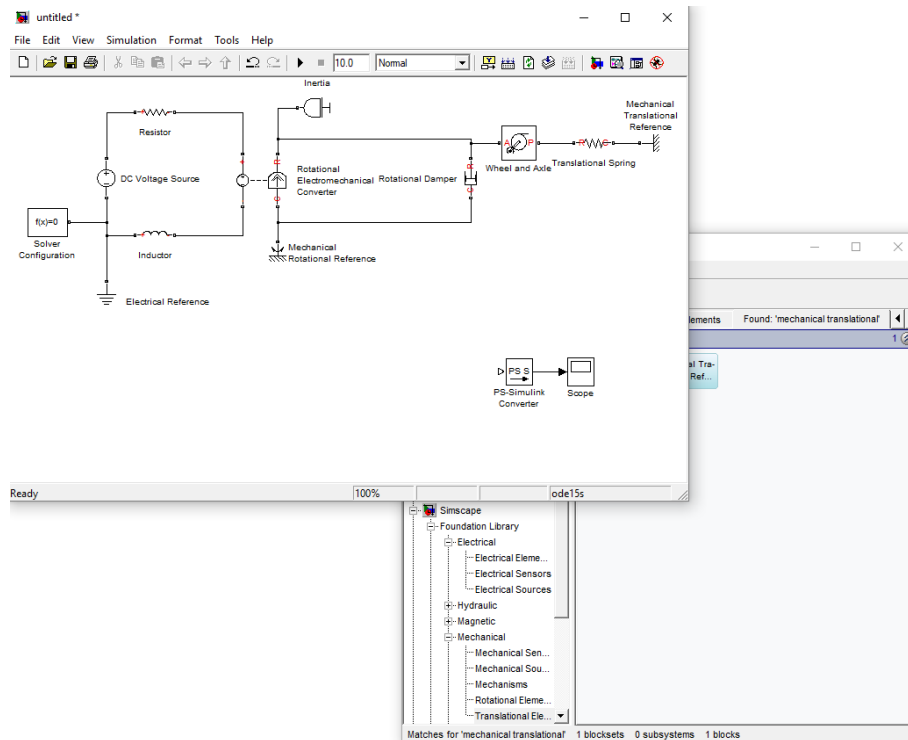 untitled *
File Edit View Simulation Format Tools Help
10.0 Normal
Inertia
Resistor
DC Voltage Source
f(x)=0
Solver
Configuration
Inductor
Electrical Reference
R
C
Rotational
Electromechanical
Converter
Mechanical
Rotational Reference
Rotational Damper
R
C
A P
Wheel and Axle
R C
Translational Spring
Mechanical
Translational
Reference
PS S
PS-Simulink
Converter
Scope
Ready 100% ode15s
lements Found: 'mechanical translational'
1
al Tra-
Ref...
Simscape
Foundation Library
Electrical
Electrical Eleme...
Electrical Sensors
Electrical Sources
Hydraulic
Magnetic
Mechanical
Mechanical Sen...
Mechanical Sou...
Mechanisms
Rotational Eleme...
Translational Ele...
Matches for 'mechanical translational' 1 blocksets 0 subsystems 1 blocks